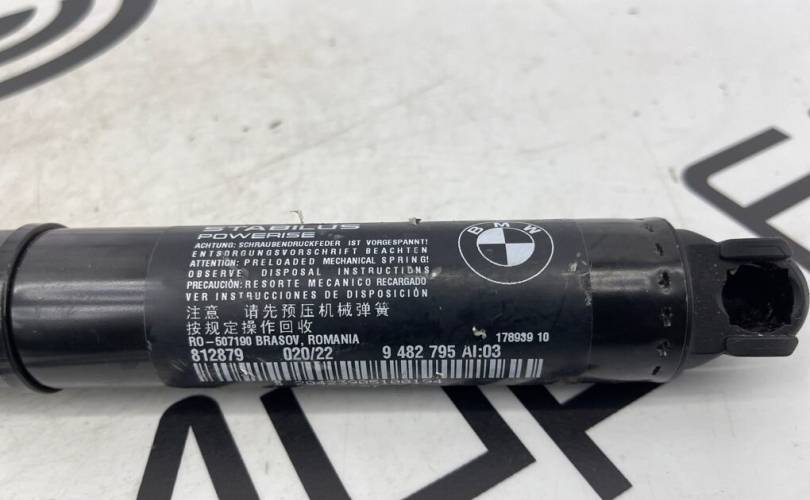 STABILUS
POWERISE
BMW
ACHTUNG: SCHRAUBENDRUCKFEDER IST VORGESPANNT!
ENTSORGUNGSVORSCHRIFT BEACHTEN
ATTENTION: PRELOADED MECHANICAL SPRING!
OBSERVE DISPOSAL INSTRUCTIONS
PRECAUCIÓN: RESORTE MECANICO RECARGADO
VER INSTRUCCIONES DE DISPOSICIÓN
注意 请先预压机械弹簧
按规定操作回收
RO-507190 BRASOV, ROMANIA 178939 10
812879 020/22 9 482 795 AI:03